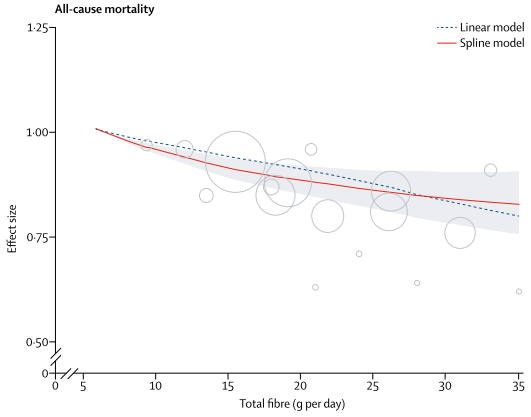 All-cause mortality
1·25
Linear model
Spline model
1·00
0·75
0·50
0
Effect size
0 5 10 15 20 25 30 35
Total fibre (g per day)